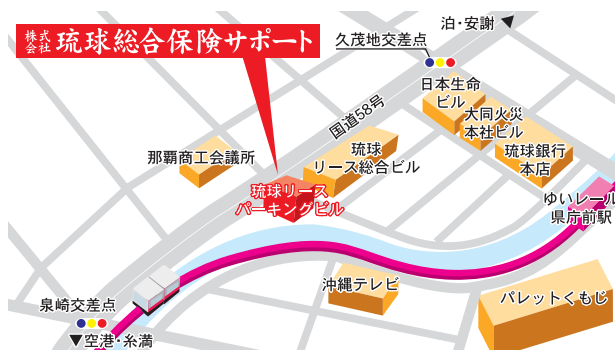 株式会社 琉球総合保険サポート
泊・安謝▼
久茂地交差点
国道58号
日本生命
ビル
大同火災
本社ビル
琉球銀行
本店
那覇商工会議所
琉球
リース総合ビル
琉球リース
パーキングビル
ゆいレール
県庁前駅
沖縄テレビ
パレットくもじ
泉崎交差点
▼空港・糸満